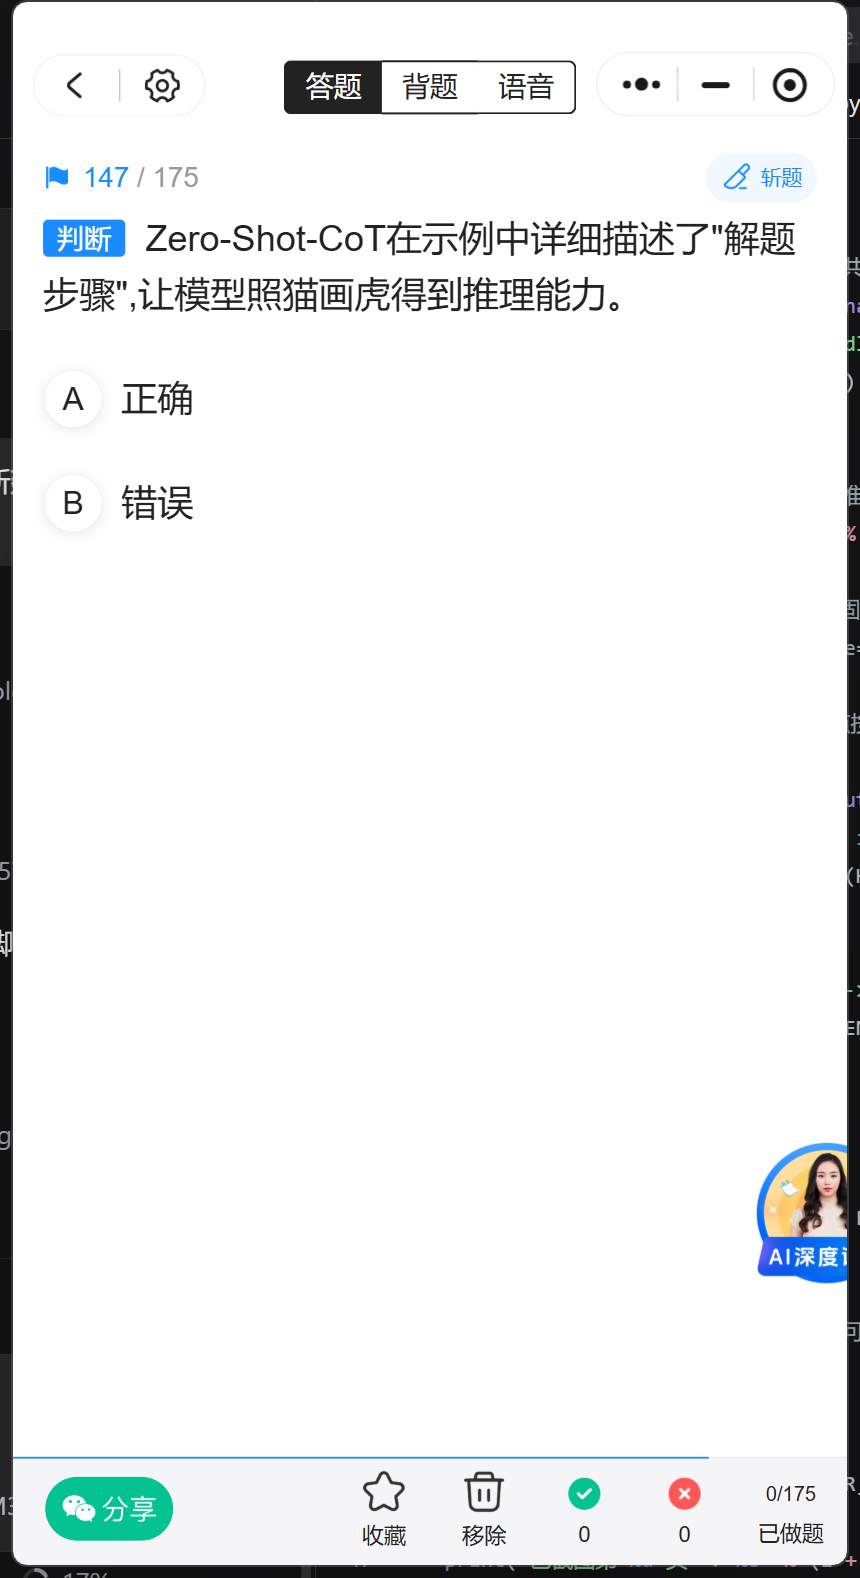 答题 背题 语音
147 / 175
斩题
判断 Zero-Shot-CoT在示例中详细描述了"解题
步骤",让模型照猫画虎得到推理能力。
A 正确
B 错误
AI深度
分享
收藏
移除
0
0
0/175
已做题
17%